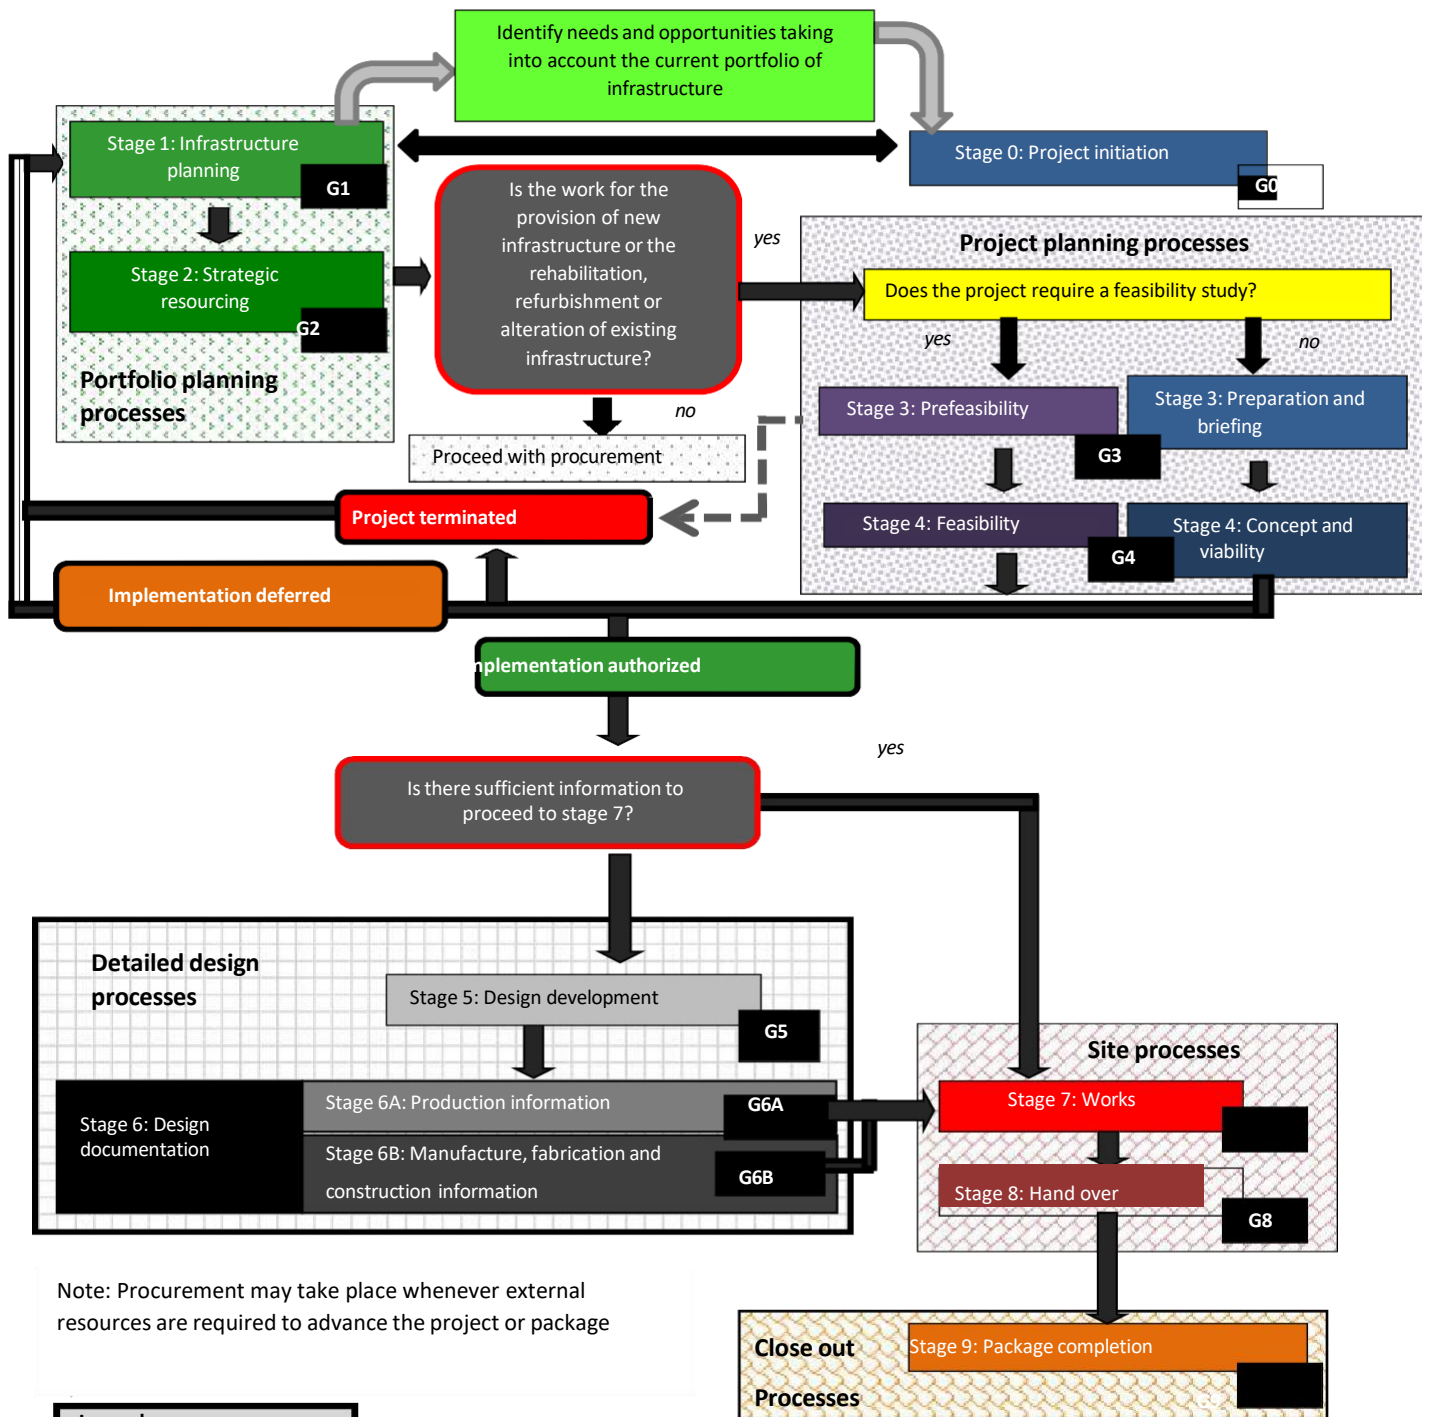 Identify needs and opportunities taking
into account the current portfolio of
infrastructure
Stage 1: Infrastructure
planning
G1
Stage 0: Project initiation
G0
Is the work for the
provision of new
infrastructure or the
rehabilitation,
refurbishment or
alteration of existing
infrastructure?
yes
Project planning processes
Stage 2: Strategic
resourcing
G2
Does the project require a feasibility study?
yes
no
Portfolio planning
processes
no
Stage 3: Prefeasibility
Stage 3: Preparation and
briefing
G3
Proceed with procurement
Project terminated
Stage 4: Feasibility
Stage 4: Concept and
viability
G4
Implementation deferred
mplementation authorized
yes
Is there sufficient information to
proceed to stage 7?
Detailed design
processes
Stage 5: Design development
G5
Site processes
Stage 6: Design
documentation
Stage 6A: Production information
G6A
Stage 6B: Manufacture, fabrication and
construction information
G6B
Stage 7: Works
Stage 8: Hand over
G8
Note: Procurement may take place whenever external
resources are required to advance the project or package
Close out
Processes
Stage 9: Package completion